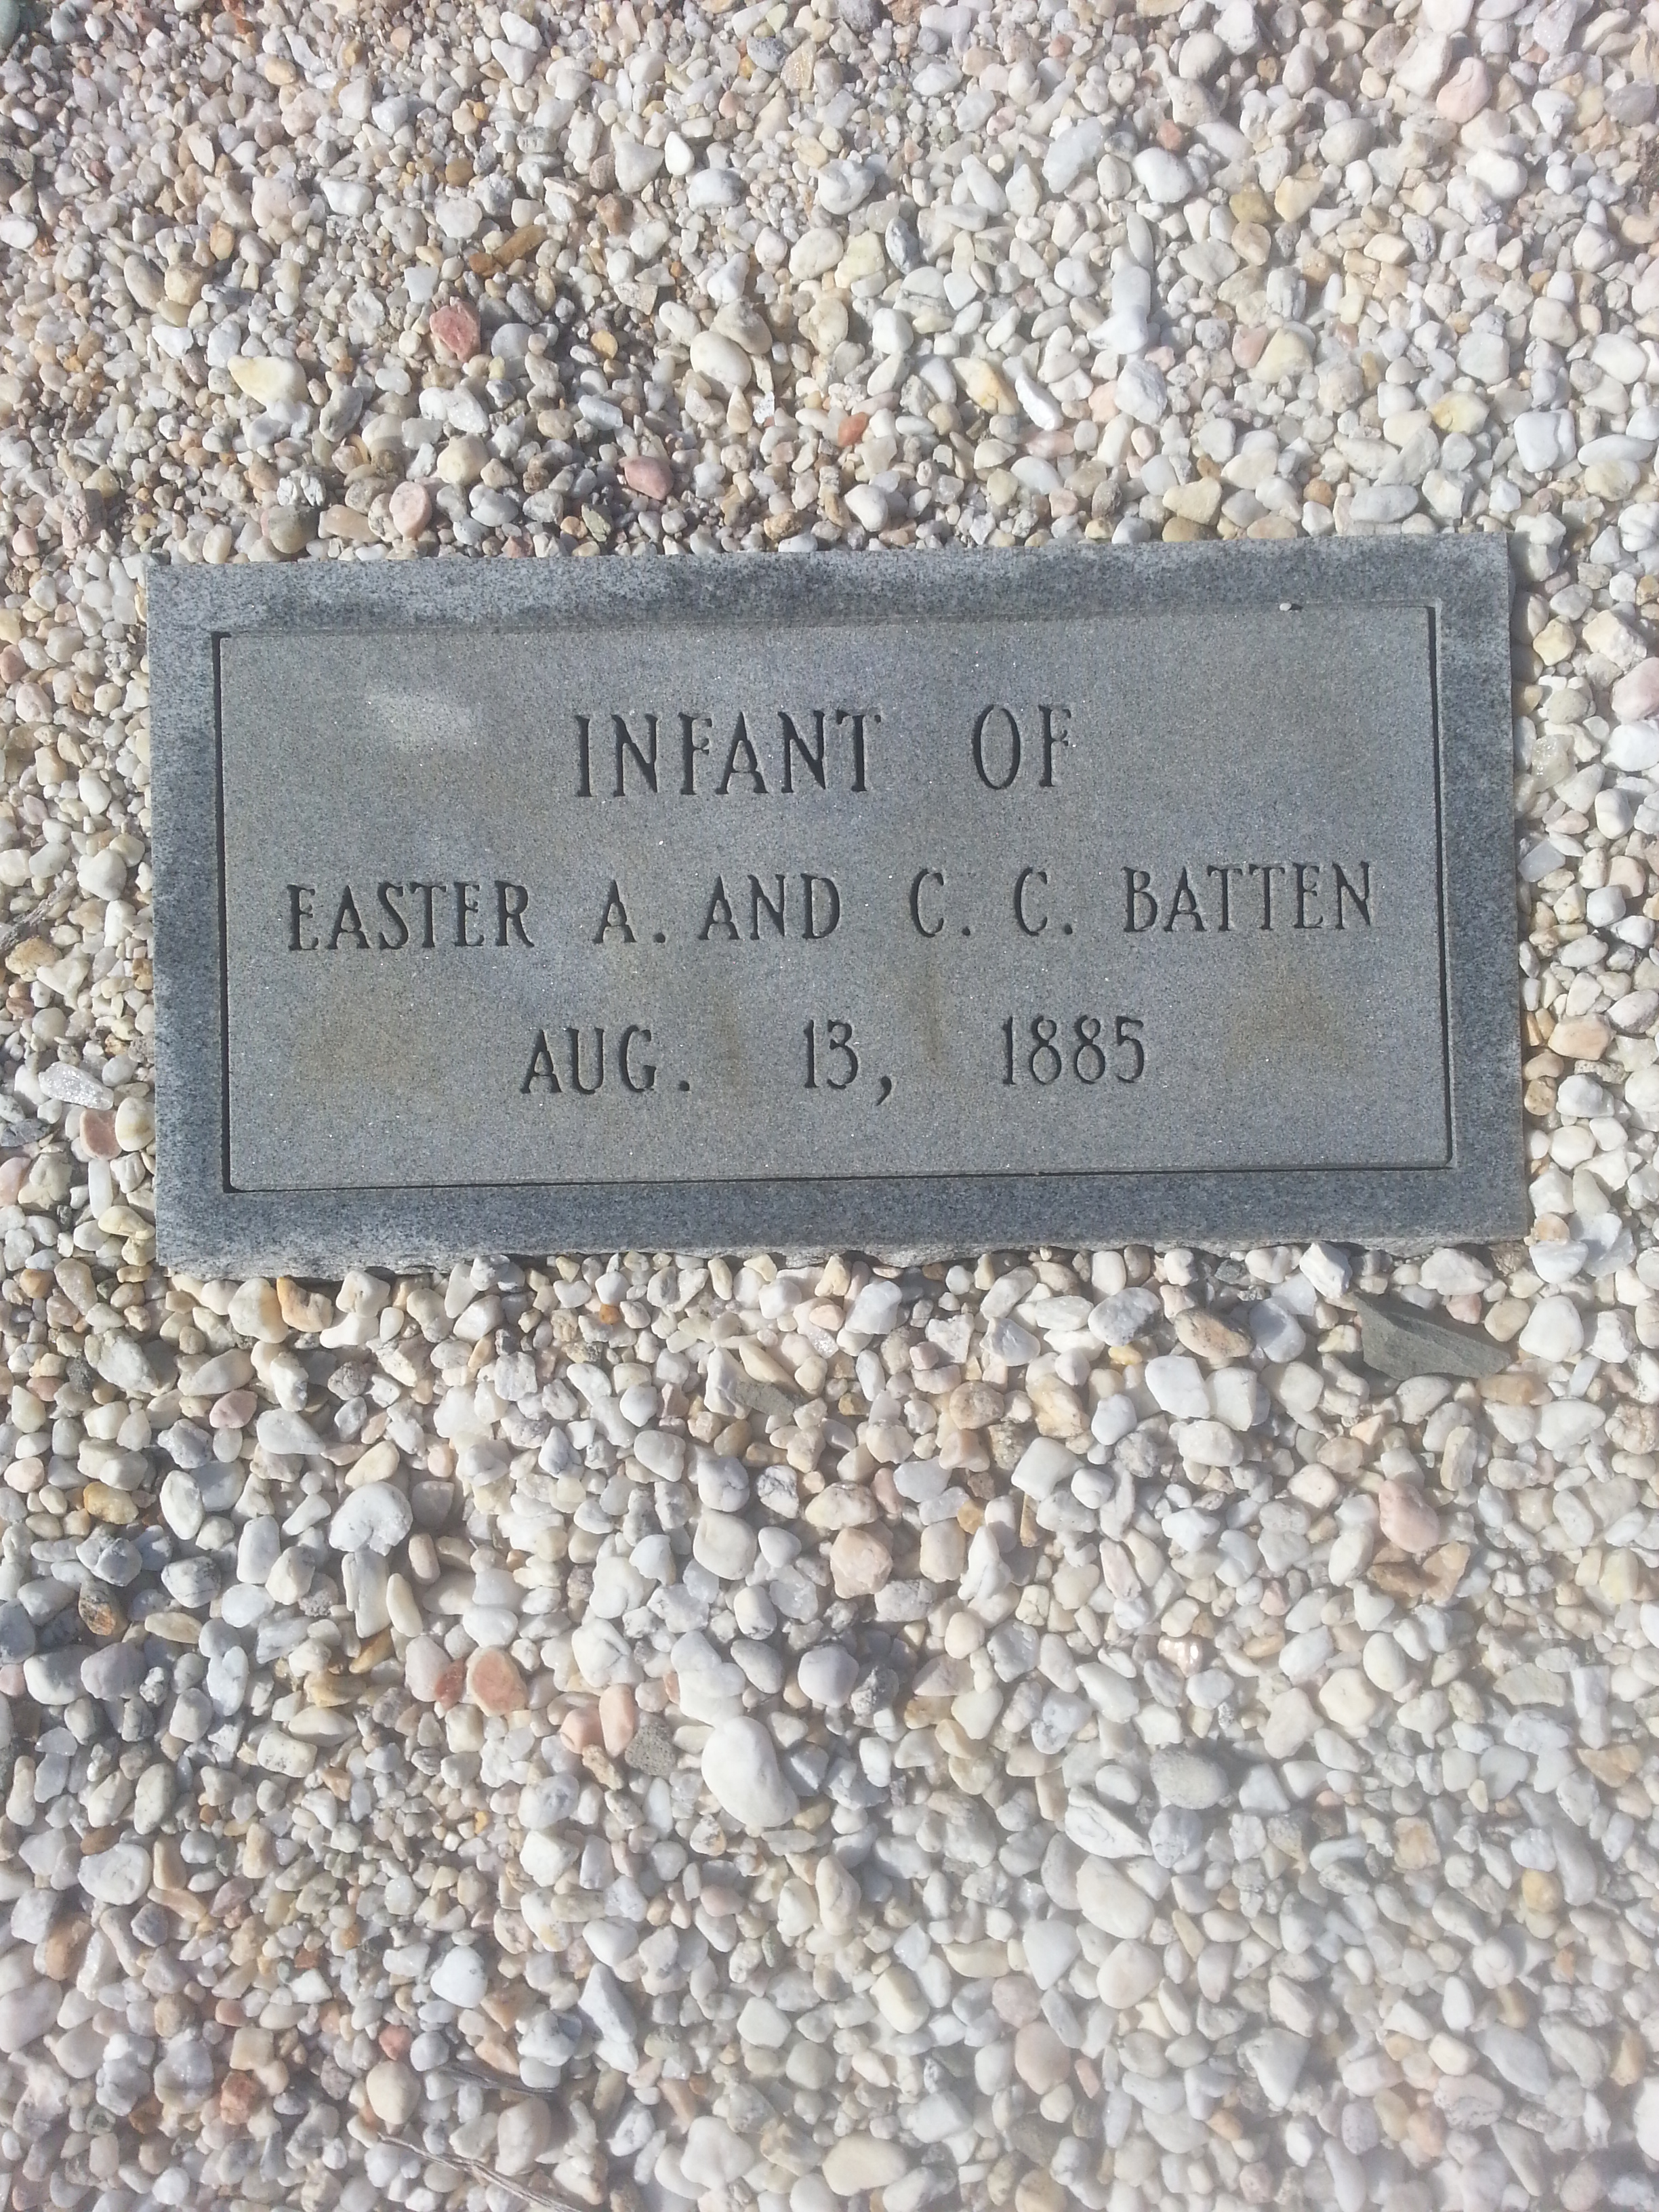 INFANT OF
EASTER A. AND C. C. BATTEN
AUG. 13, 1885